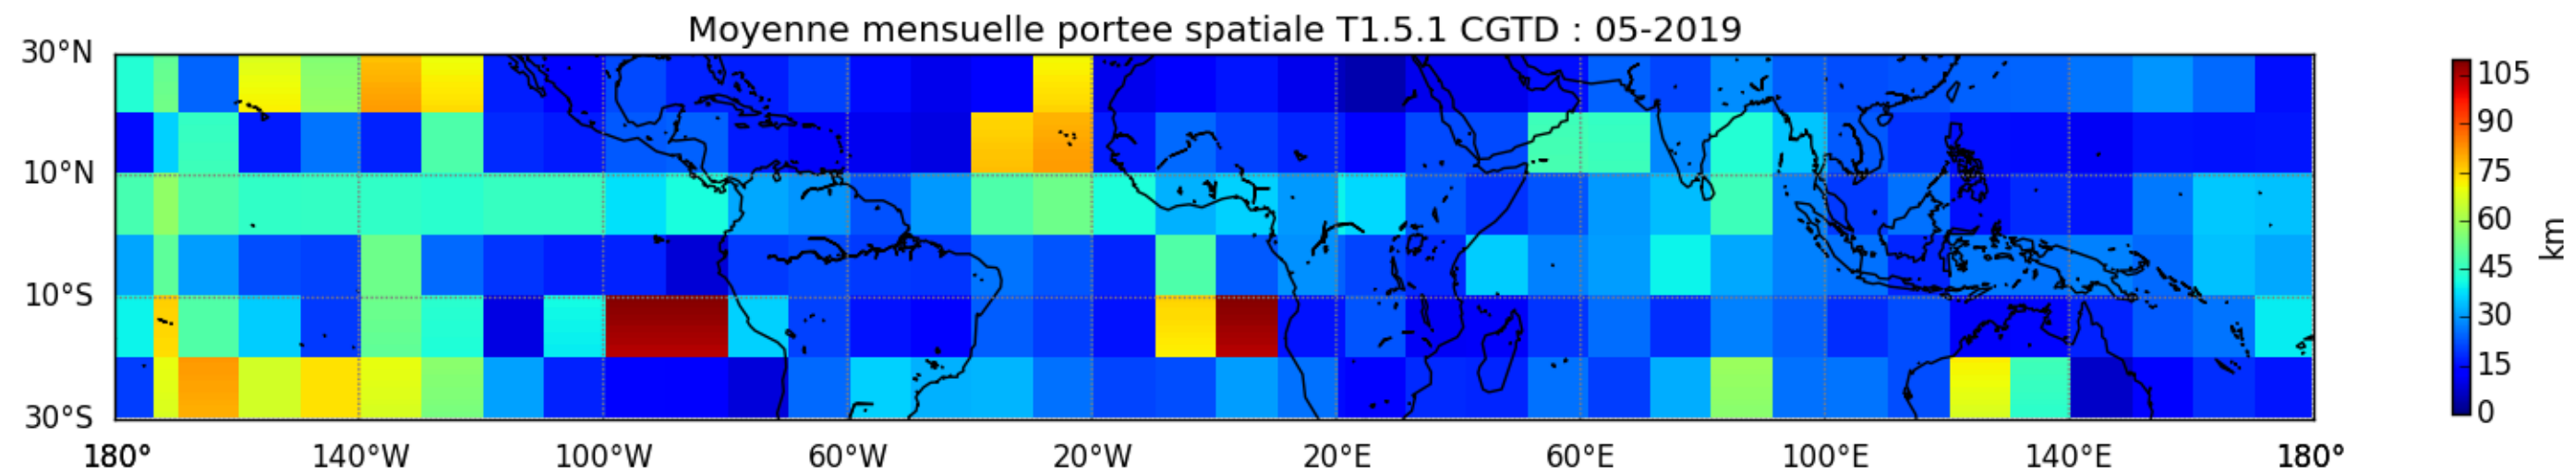 Moyenne mensuelle portee spatiale T1.5.1 CGTD : 05-2019
30°N
10°N
10°S
30°S
180° 140°W 100°W 60°W 20°W 20°E 60°E 100°E 140°E 180°
105
90
75
60
45
30
15
0
km